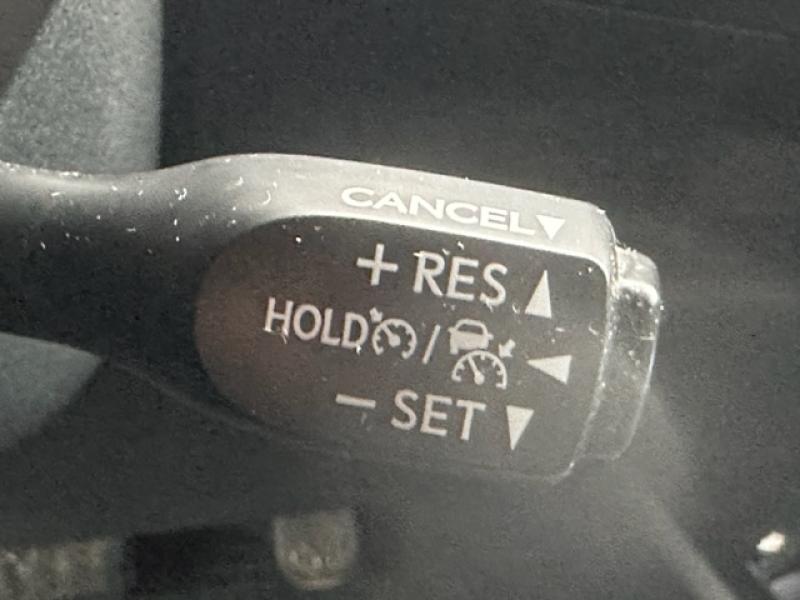 CANCEL▼
+ RES▲
HOLD / ◀
− SET▼